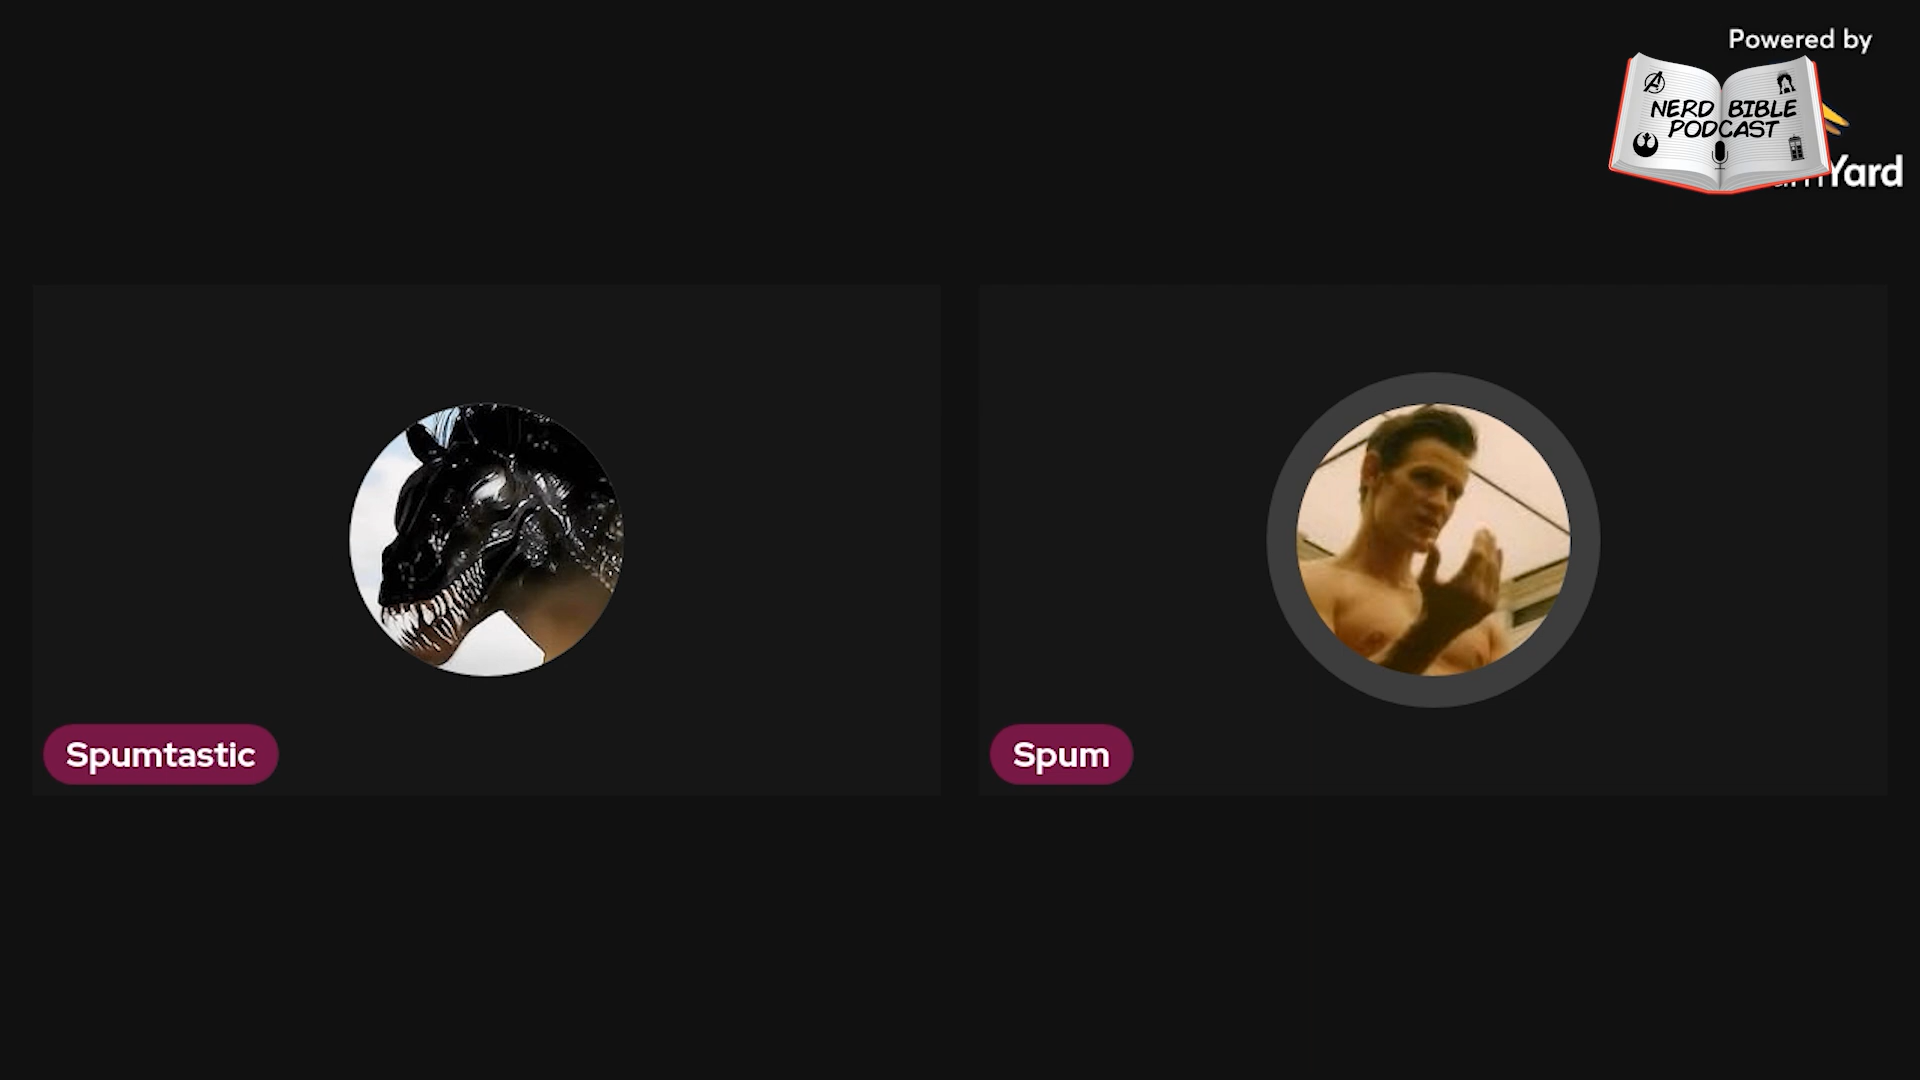 Powered by
NERD BIBLE
PODCAST
Yard
Spumtastic
Spum